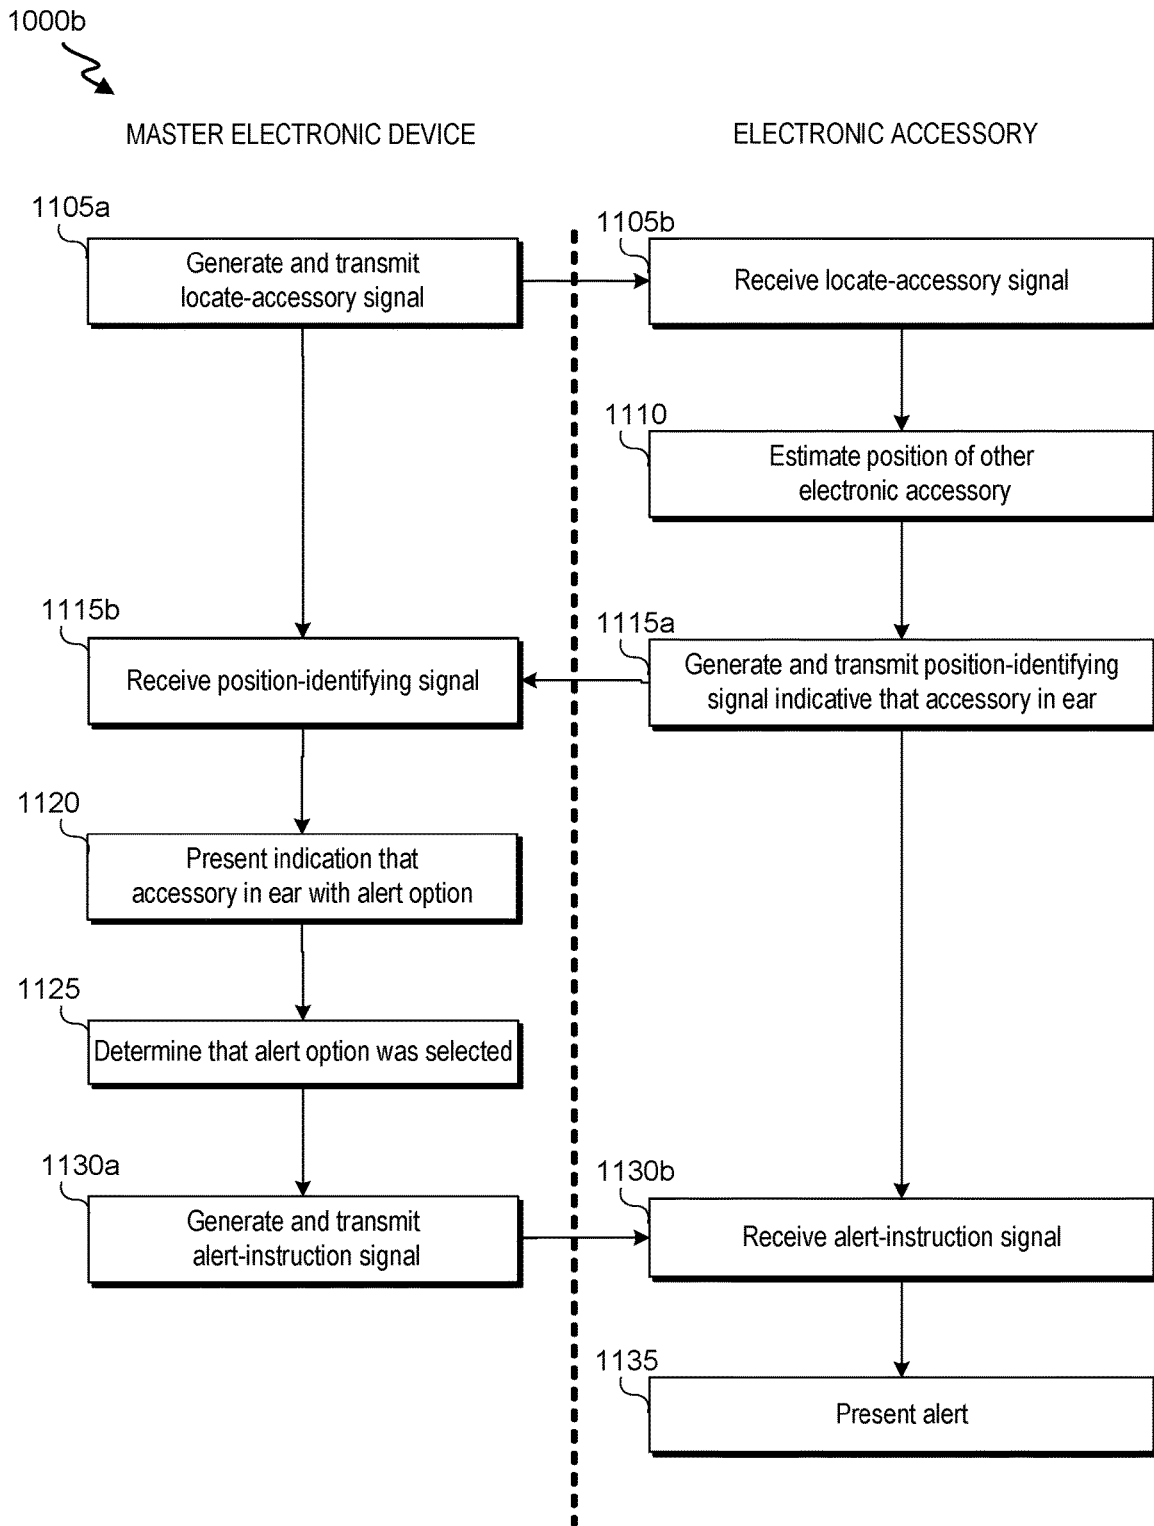 1000b
MASTER ELECTRONIC DEVICE
ELECTRONIC ACCESSORY
1105a
Generate and transmit
locate-accessory signal
1105b
Receive locate-accessory signal
1110
Estimate position of other
electronic accessory
1115b
Receive position-identifying signal
1115a
Generate and transmit position-identifying
signal indicative that accessory in ear
1120
Present indication that
accessory in ear with alert option
1125
Determine that alert option was selected
1130a
Generate and transmit
alert-instruction signal
1130b
Receive alert-instruction signal
1135
Present alert